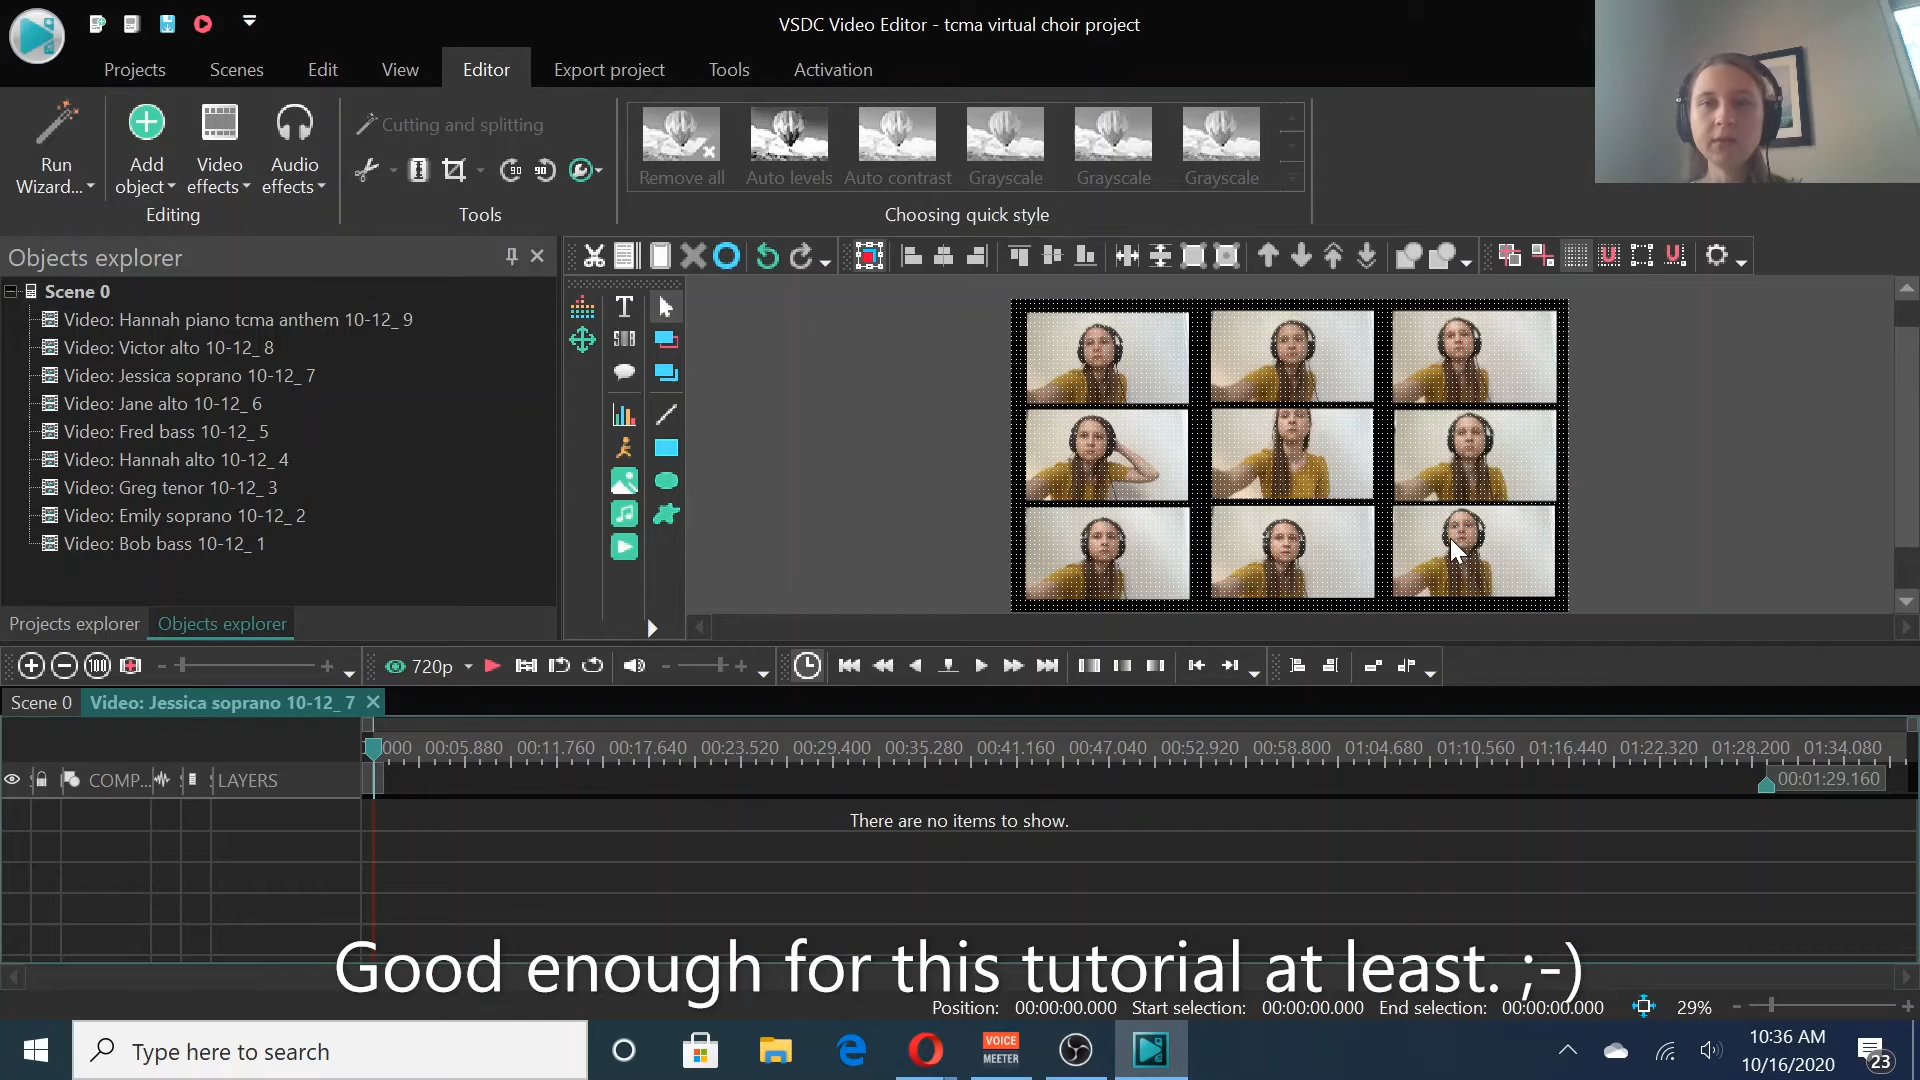 VSDC Video Editor - tcma virtual choir project
Projects Scenes Edit View Editor Export project Tools Activation
Run Wizard...
Add object
Video effects
Audio effects
Editing
Cutting and splitting
90 90
Tools
Remove all Auto levels Auto contrast Grayscale Grayscale Grayscale
Choosing quick style
Objects explorer
Scene 0
Video: Hannah piano tcma anthem 10-12_ 9
Video: Victor alto 10-12_ 8
Video: Jessica soprano 10-12_ 7
Video: Jane alto 10-12_ 6
Video: Fred bass 10-12_ 5
Video: Hannah alto 10-12_ 4
Video: Greg tenor 10-12_ 3
Video: Emily soprano 10-12_ 2
Video: Bob bass 10-12_ 1
Projects explorer Objects explorer
100 720p
Scene 0 Video: Jessica soprano 10-12_ 7
000 00:05.880 00:11.760 00:17.640 00:23.520 00:29.400 00:35.280 00:41.160 00:47.040 00:52.920 00:58.800 01:04.680 01:10.560 01:16.440 01:22.320 01:28.200 01:34.080
COMP... LAYERS 00:01:29.160
There are no items to show.
Good enough for this tutorial at least. ;-)
Position: 00:00:00.000 Start selection: 00:00:00.000 End selection: 00:00:00.000 29%
Type here to search
VOICE MEETER
10:36 AM
10/16/2020
23